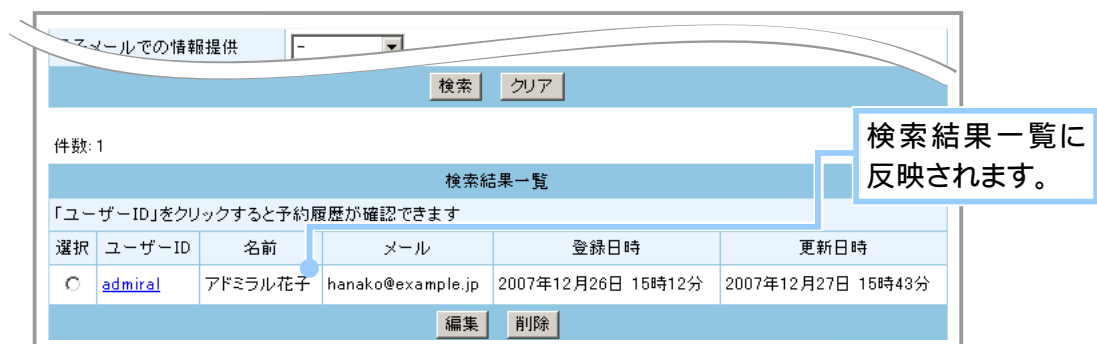 メールでの情報提供 -
検索 クリア
件数: 1
検索結果一覧
「ユーザーID」をクリックすると予約履歴が確認できます
選択 ユーザーID 名前 メール 登録日時 更新日時
admiral アドミラル花子 hanako@example.jp 2007年12月26日 15時12分 2007年12月27日 15時43分
編集 削除
検索結果一覧に
反映されます。